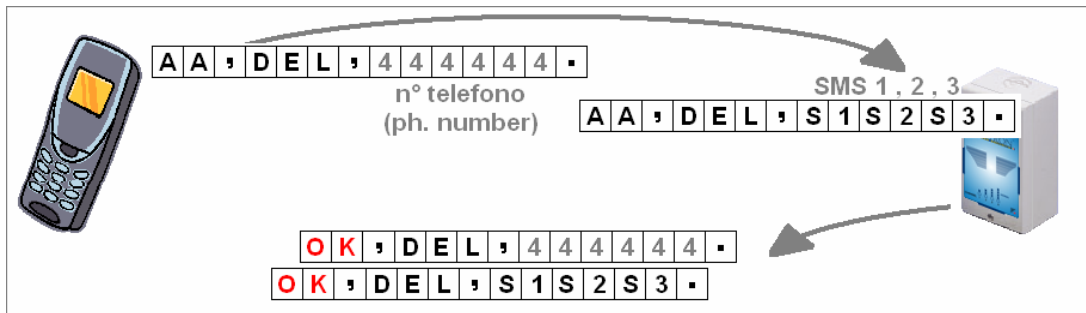 AA,DEL,444444.
n° telefono
(ph. number)
SMS 1 , 2 , 3
AA,DEL,S1S2S3.
OK,DEL,444444.
OK,DEL,S1S2S3.